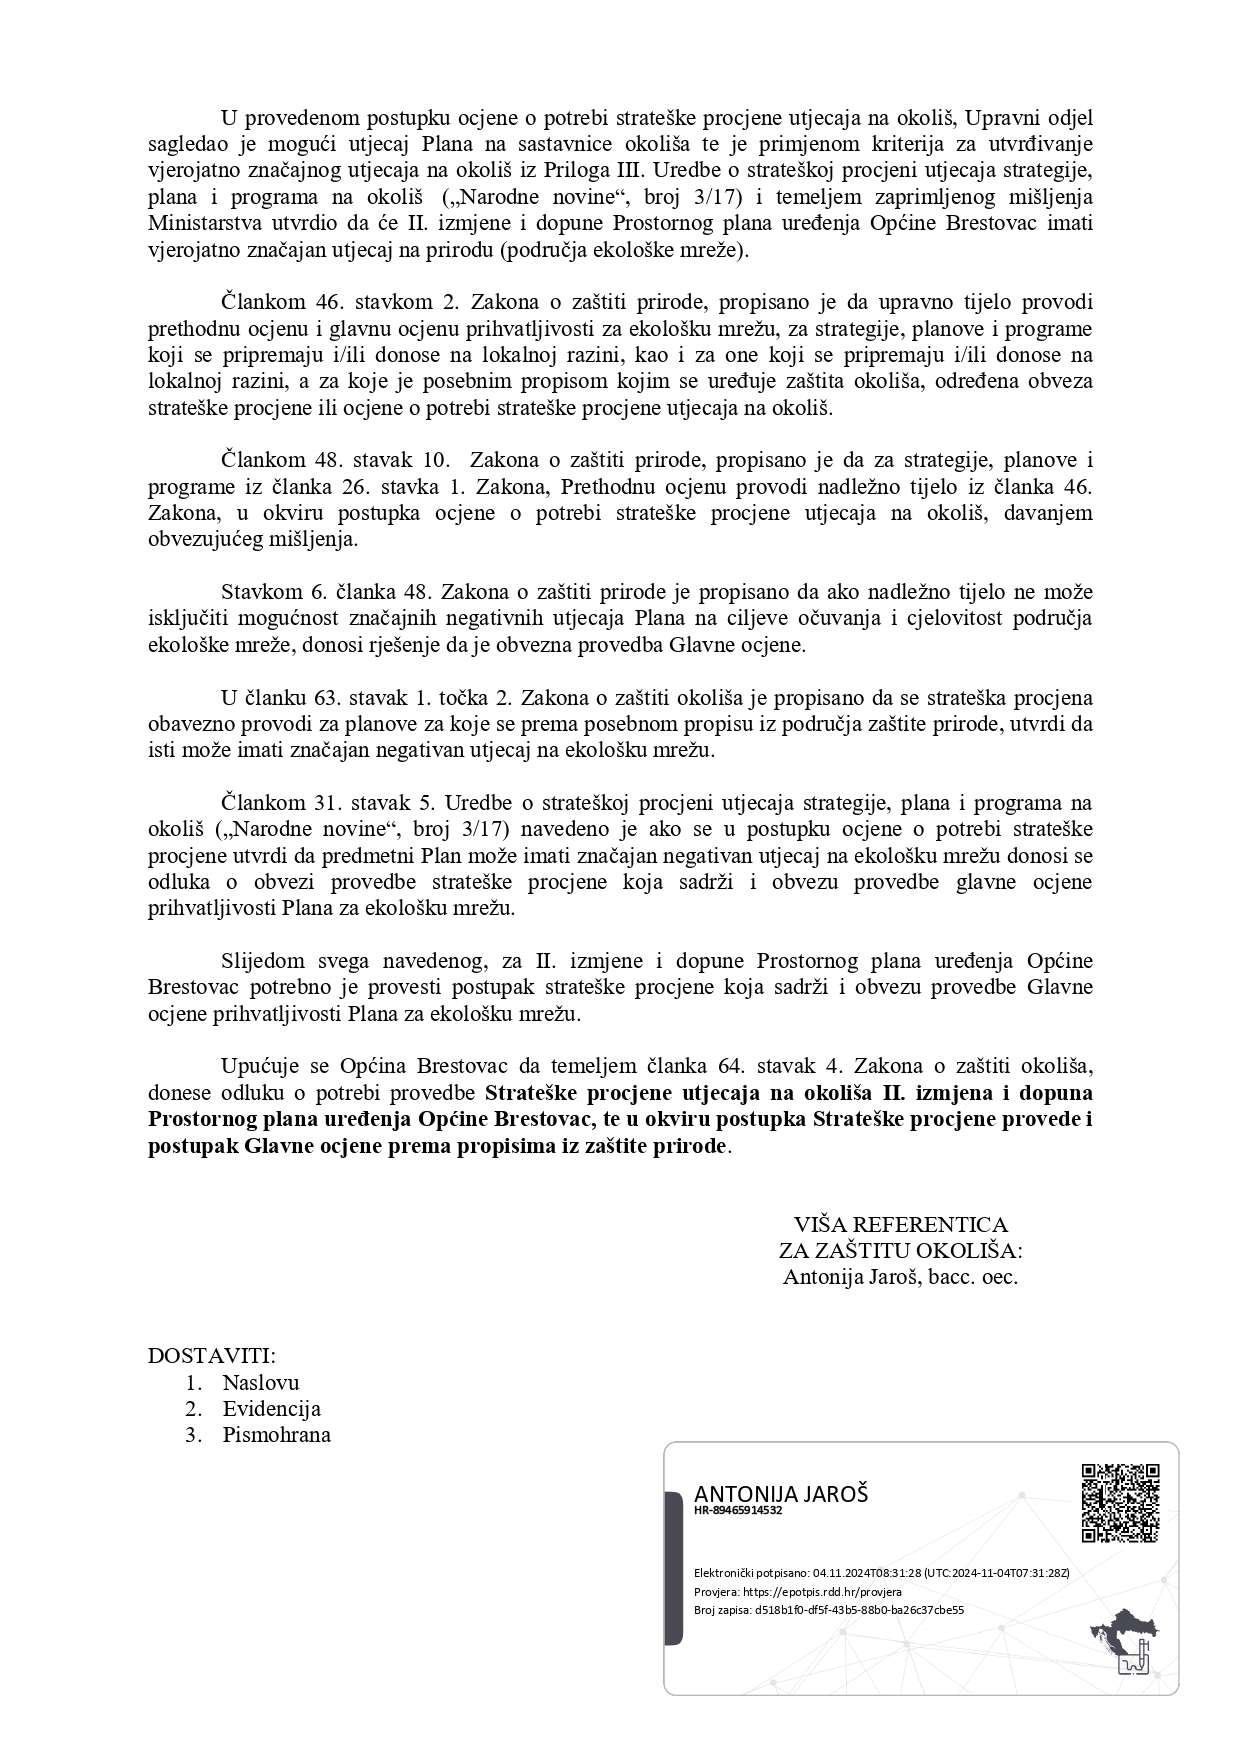 U provedenom postupku ocjene o potrebi strateške procjene utjecaja na okoliš, Upravni odjel
sagledao je mogući utjecaj Plana na sastavnice okoliša te je primjenom kriterija za utvrđivanje
vjerojatno značajnog utjecaja na okoliš iz Priloga III. Uredbe o strateškoj procjeni utjecaja strategije,
plana i programa na okoliš („Narodne novine“, broj 3/17) i temeljem zaprimljenog mišljenja
Ministarstva utvrdio da će II. izmjene i dopune Prostornog plana uređenja Općine Brestovac imati
vjerojatno značajan utjecaj na prirodu (područja ekološke mreže).
Člankom 46. stavkom 2. Zakona o zaštiti prirode, propisano je da upravno tijelo provodi
prethodnu ocjenu i glavnu ocjenu prihvatljivosti za ekološku mrežu, za strategije, planove i programe
koji se pripremaju i/ili donose na lokalnoj razini, kao i za one koji se pripremaju i/ili donose na
lokalnoj razini, a za koje je posebnim propisom kojim se uređuje zaštita okoliša, određena obveza
strateške procjene ili ocjene o potrebi strateške procjene utjecaja na okoliš.
Člankom 48. stavak 10. Zakona o zaštiti prirode, propisano je da za strategije, planove i
programe iz članka 26. stavka 1. Zakona, Prethodnu ocjenu provodi nadležno tijelo iz članka 46.
Zakona, u okviru postupka ocjene o potrebi strateške procjene utjecaja na okoliš, davanjem
obvezujućeg mišljenja.
Stavkom 6. članka 48. Zakona o zaštiti prirode je propisano da ako nadležno tijelo ne može
isključiti mogućnost značajnih negativnih utjecaja Plana na ciljeve očuvanja i cjelovitost područja
ekološke mreže, donosi rješenje da je obvezna provedba Glavne ocjene.
U članku 63. stavak 1. točka 2. Zakona o zaštiti okoliša je propisano da se strateška procjena
obavezno provodi za planove za koje se prema posebnom propisu iz područja zaštite prirode, utvrdi da
isti može imati značajan negativan utjecaj na ekološku mrežu.
Člankom 31. stavak 5. Uredbe o strateškoj procjeni utjecaja strategije, plana i programa na
okoliš („Narodne novine“, broj 3/17) navedeno je ako se u postupku ocjene o potrebi strateške
procjene utvrdi da predmetni Plan može imati značajan negativan utjecaj na ekološku mrežu donosi se
odluka o obvezi provedbe strateške procjene koja sadrži i obvezu provedbe glavne ocjene
prihvatljivosti Plana za ekološku mrežu.
Slijedom svega navedenog, za II. izmjene i dopune Prostornog plana uređenja Općine
Brestovac potrebno je provesti postupak strateške procjene koja sadrži i obvezu provedbe Glavne
ocjene prihvatljivosti Plana za ekološku mrežu.
Upućuje se Općina Brestovac da temeljem članka 64. stavak 4. Zakona o zaštiti okoliša,
donese odluku o potrebi provedbe Strateške procjene utjecaja na okoliša II. izmjena i dopuna
Prostornog plana uređenja Općine Brestovac, te u okviru postupka Strateške procjene provede i
postupak Glavne ocjene prema propisima iz zaštite prirode.
VIŠA REFERENTICA
ZA ZAŠTITU OKOLIŠA:
Antonija Jaroš, bacc. oec.
DOSTAVITI:
1. Naslovu
2. Evidencija
3. Pismohrana
ANTONIJA JAROŠ
HR-89465914532
Elektronički potpisano: 04.11.2024T08:31:28 (UTC:2024-11-04T07:31:28Z)
Provjera: https://epotpis.rdd.hr/provjera
Broj zapisa: d518b1f0-df5f-43b5-88b0-ba26c37cbe55